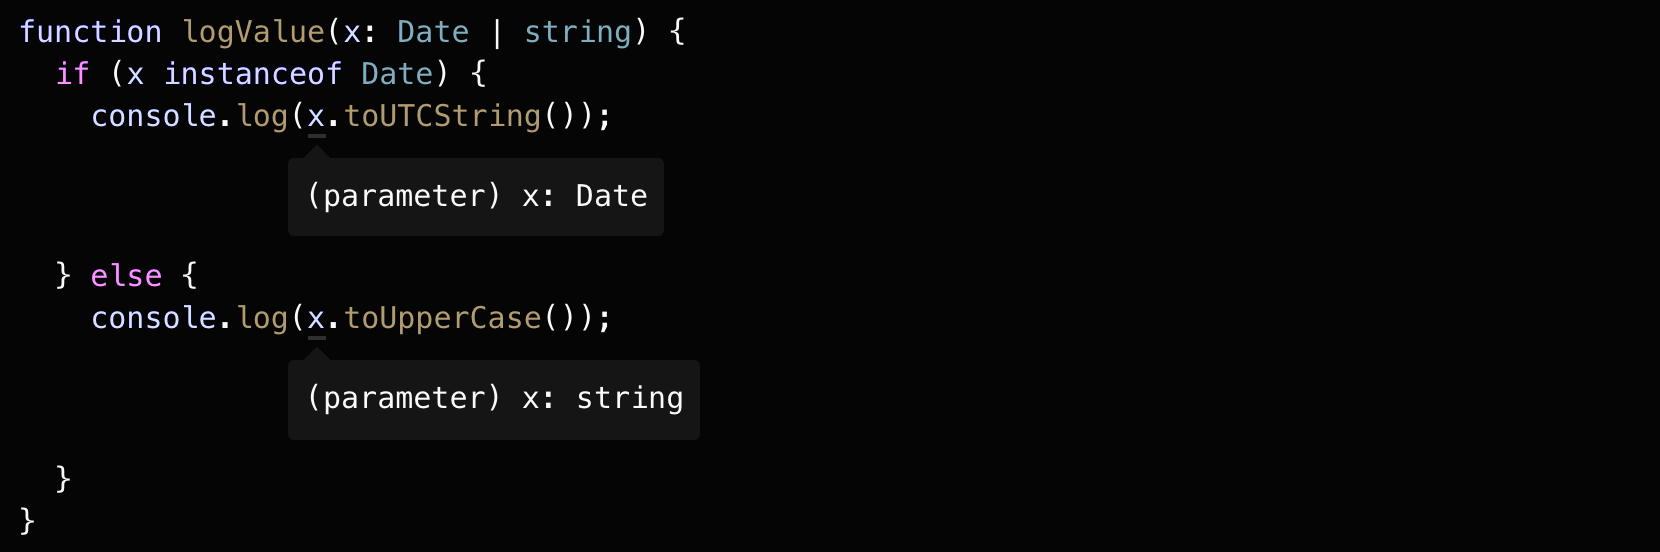 function logValue(x: Date | string) {
  if (x instanceof Date) {
    console.log(x.toUTCString());
(parameter) x: Date
  } else {
    console.log(x.toUpperCase());
(parameter) x: string
  }
}